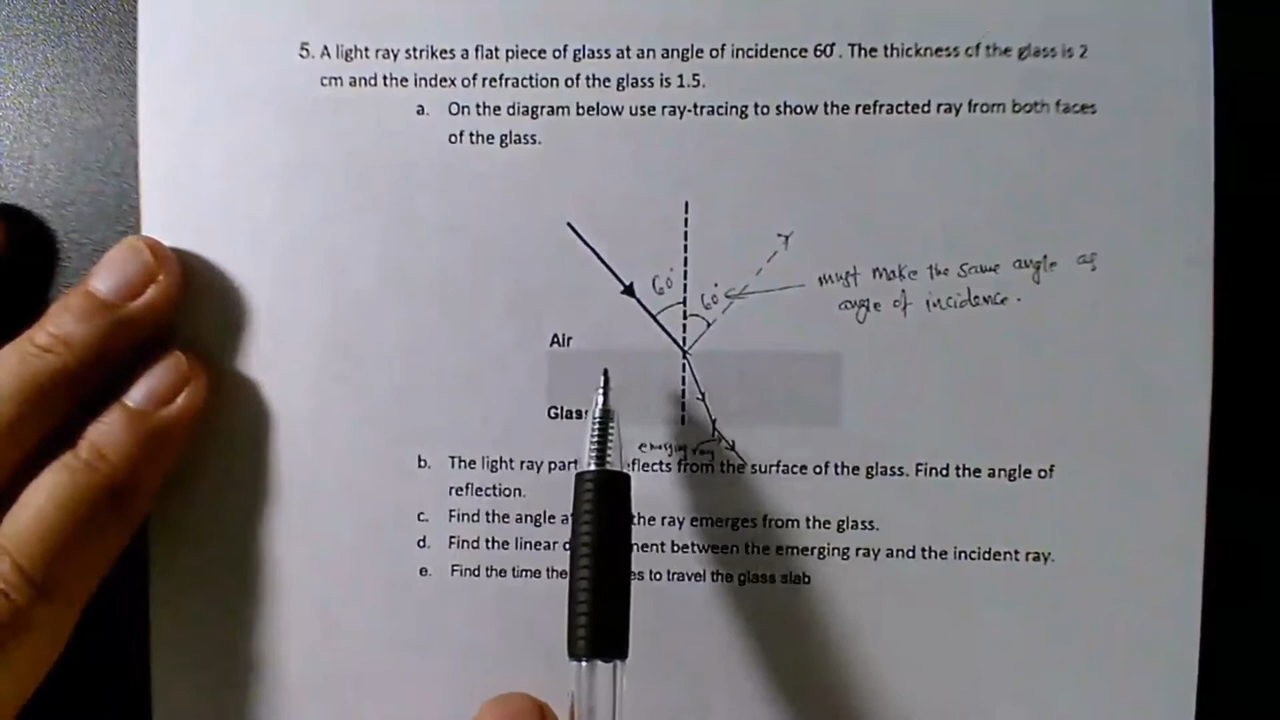 5. A light ray strikes a flat piece of glass at an angle of incidence 60°. The thickness of the glass is 2
cm and the index of refraction of the glass is 1.5.
a. On the diagram below use ray-tracing to show the refracted ray from both faces
of the glass.
60°
60°
must make the same angle as
angle of incidence.
Air
Glass
emerging ray
b. The light ray part flects from the surface of the glass. Find the angle of
reflection.
c. Find the angle a the ray emerges from the glass.
d. Find the linear d ment between the emerging ray and the incident ray.
e. Find the time the es to travel the glass slab